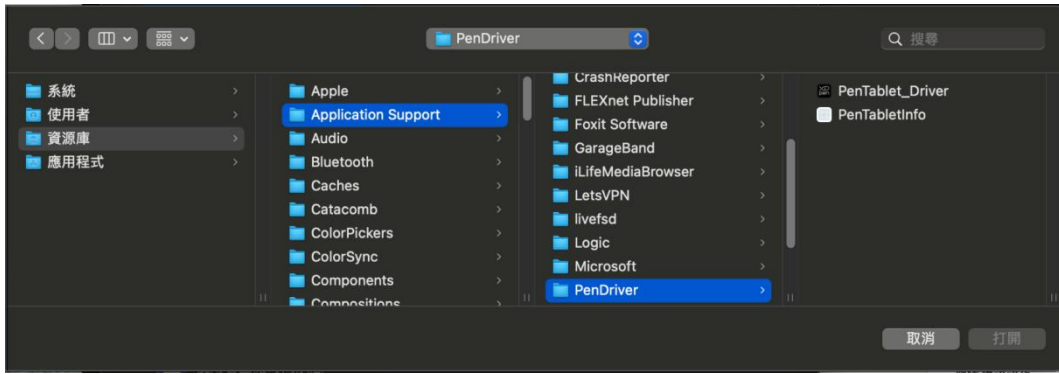 PenDriver
搜尋
系統
使用者
資源庫
應用程式
Apple
Application Support
Audio
Bluetooth
Caches
Catacomb
ColorPickers
ColorSync
Components
Compositions
CrashReporter
FLEXnet Publisher
Foxit Software
GarageBand
iLifeMediaBrowser
LetsVPN
livefsd
Logic
Microsoft
PenDriver
PenTablet_Driver
PenTabletInfo
取消
打開